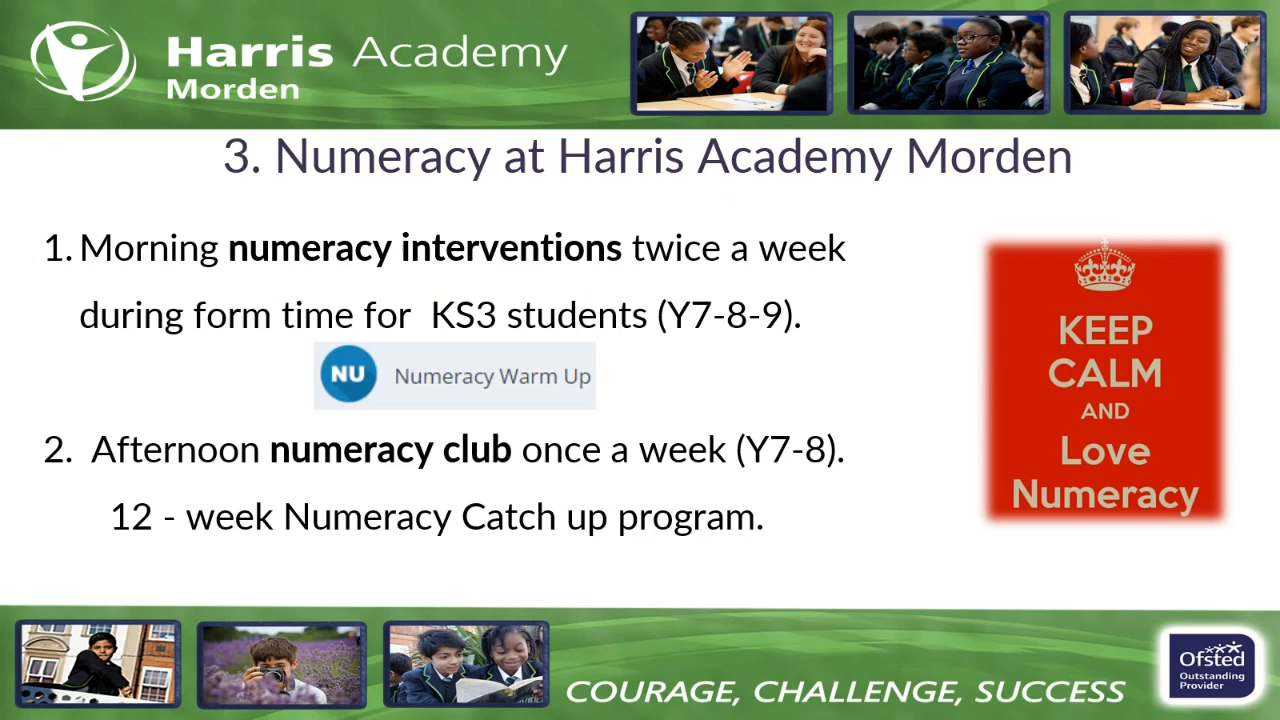 Harris Academy
Morden
3. Numeracy at Harris Academy Morden
1. Morning numeracy interventions twice a week
during form time for KS3 students (Y7-8-9).
NU Numeracy Warm Up
2. Afternoon numeracy club once a week (Y7-8).
12 - week Numeracy Catch up program.
KEEP
CALM
AND
Love
Numeracy
COURAGE, CHALLENGE, SUCCESS
Ofsted
Outstanding
Provider